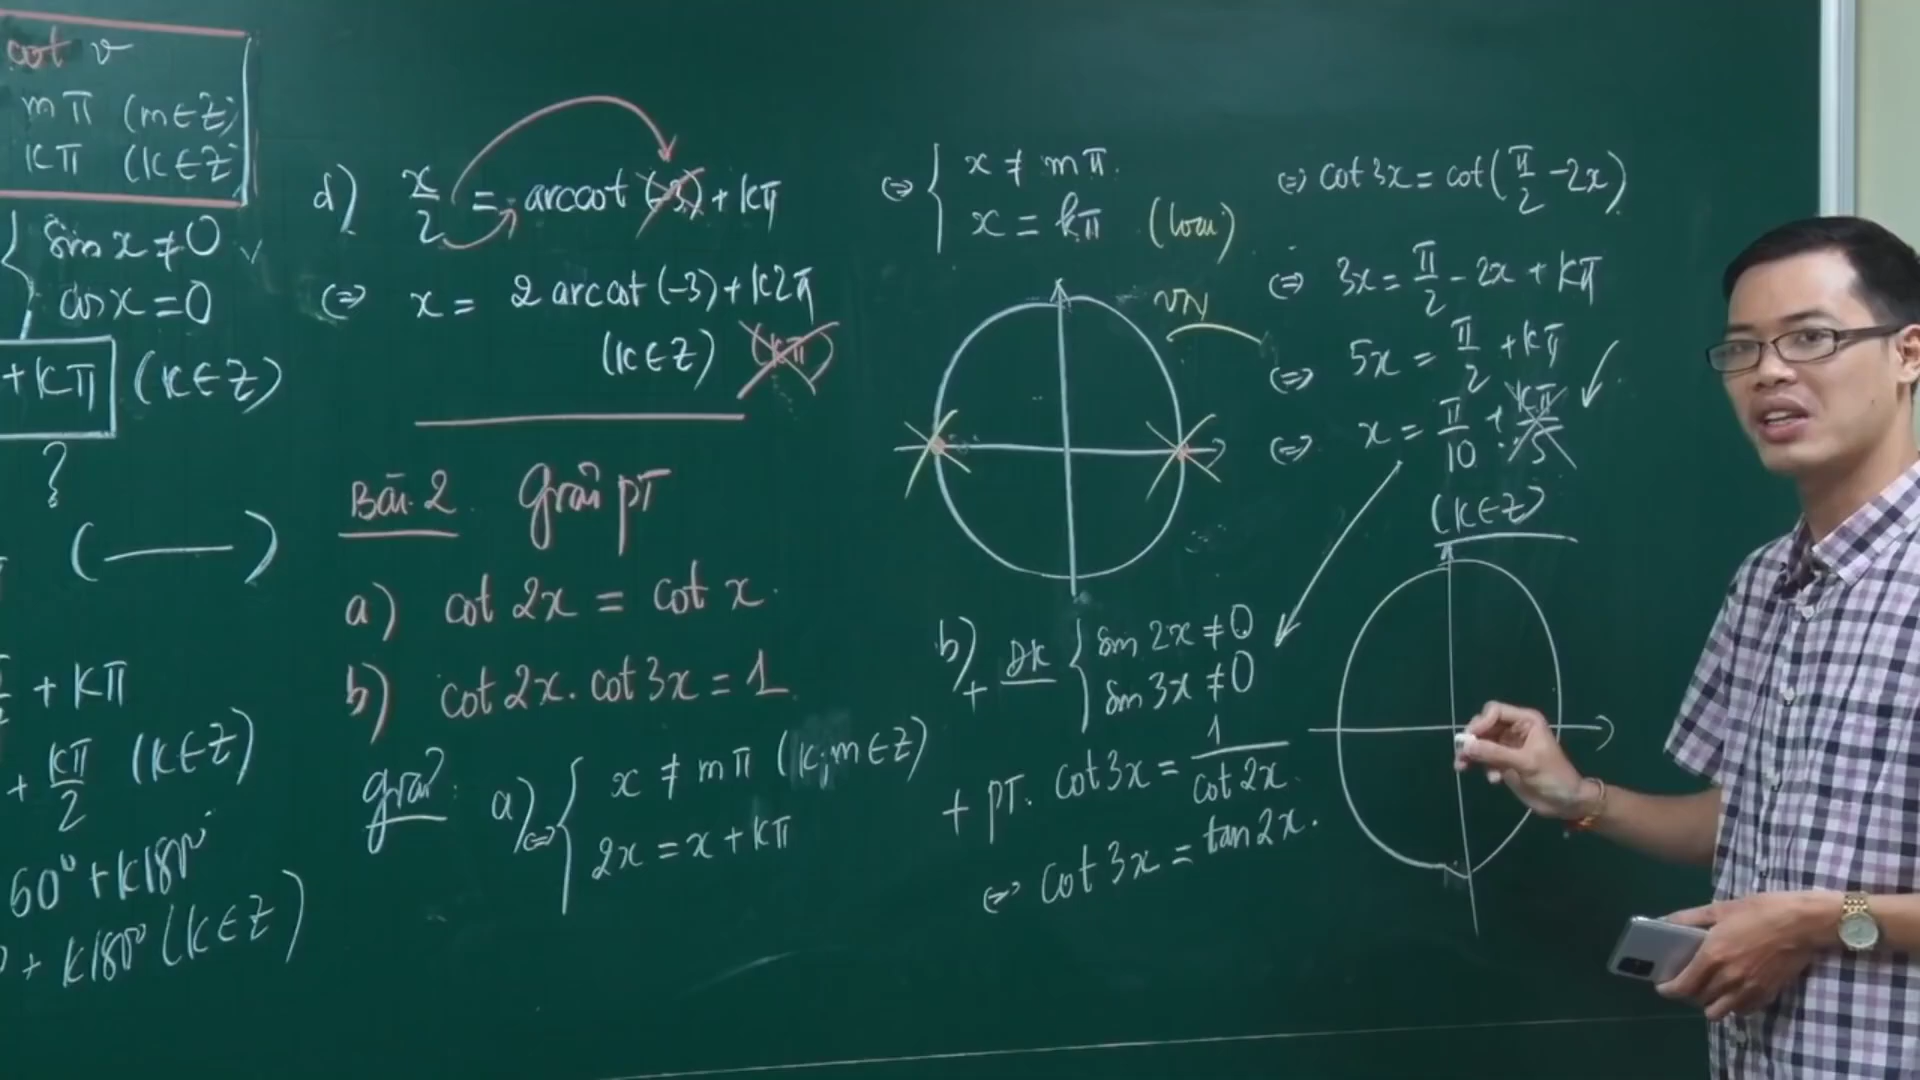 cot v
mπ (m∈Z)
kπ (k∈Z)
sin x ≠ 0
cos x = 0
+ kπ (k∈Z)
?
( — )
+ kπ
+ kπ/2 (k∈Z)
60° + k180°
+ k180° (k∈Z)
d) x/2 = arccot (-3) + kπ
⇔ x = 2 arccot (-3) + k2π
(k∈Z) (kπ)
Bài 2 Giải pT
a) cot 2x = cot x.
b) cot 2x. cot 3x = 1
giải: a) ⇔ { x ≠ mπ (k; m ∈ Z)
2x = x + kπ
⇔ { x ≠ mπ.
x = kπ (loại)
VN
b)
+ ĐK { sin 2x ≠ 0
sin 3x ≠ 0
+ PT. cot 3x = 1/cot 2x.
⇔ cot 3x = tan 2x.
⇔ cot 3x = cot(π/2 - 2x)
⇔ 3x = π/2 - 2x + kπ
⇔ 5x = π/2 + kπ
⇔ x = π/10 + kπ/5
(k∈Z)